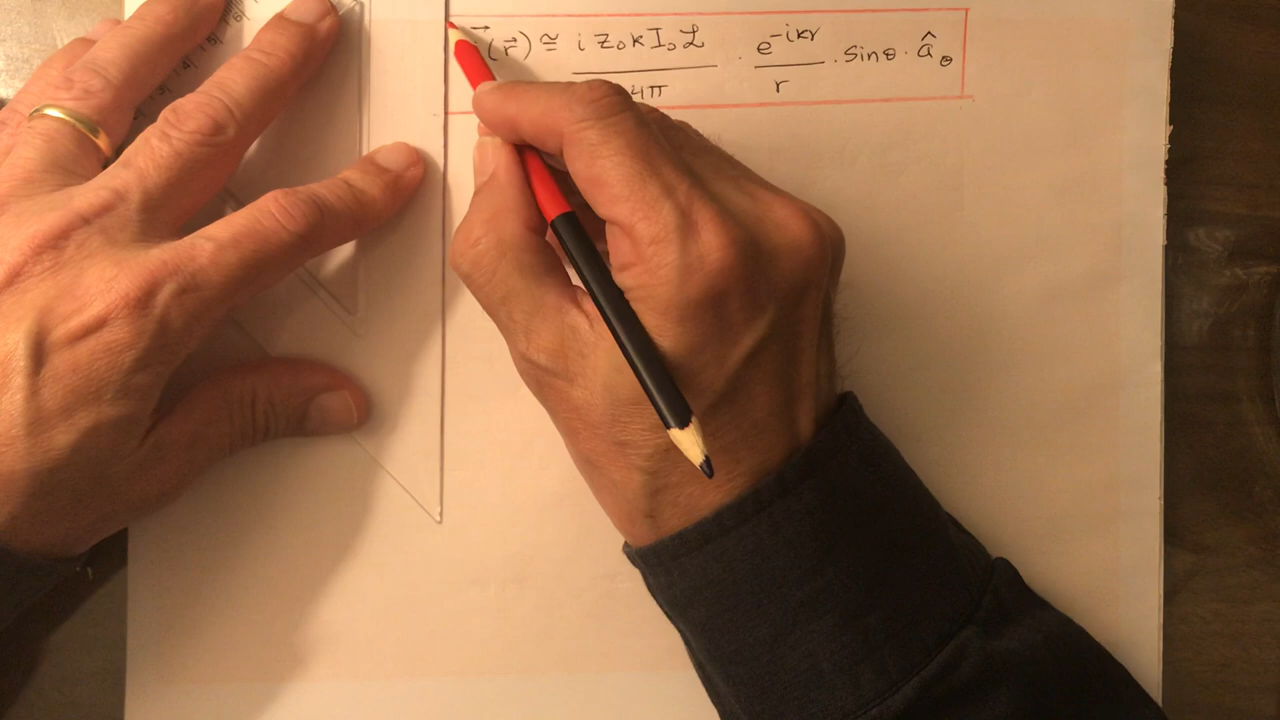 (r⃗) ≅ i Z₀ k I₀ ℒ / 4π · e^-ikr / r · sinθ · â_θ